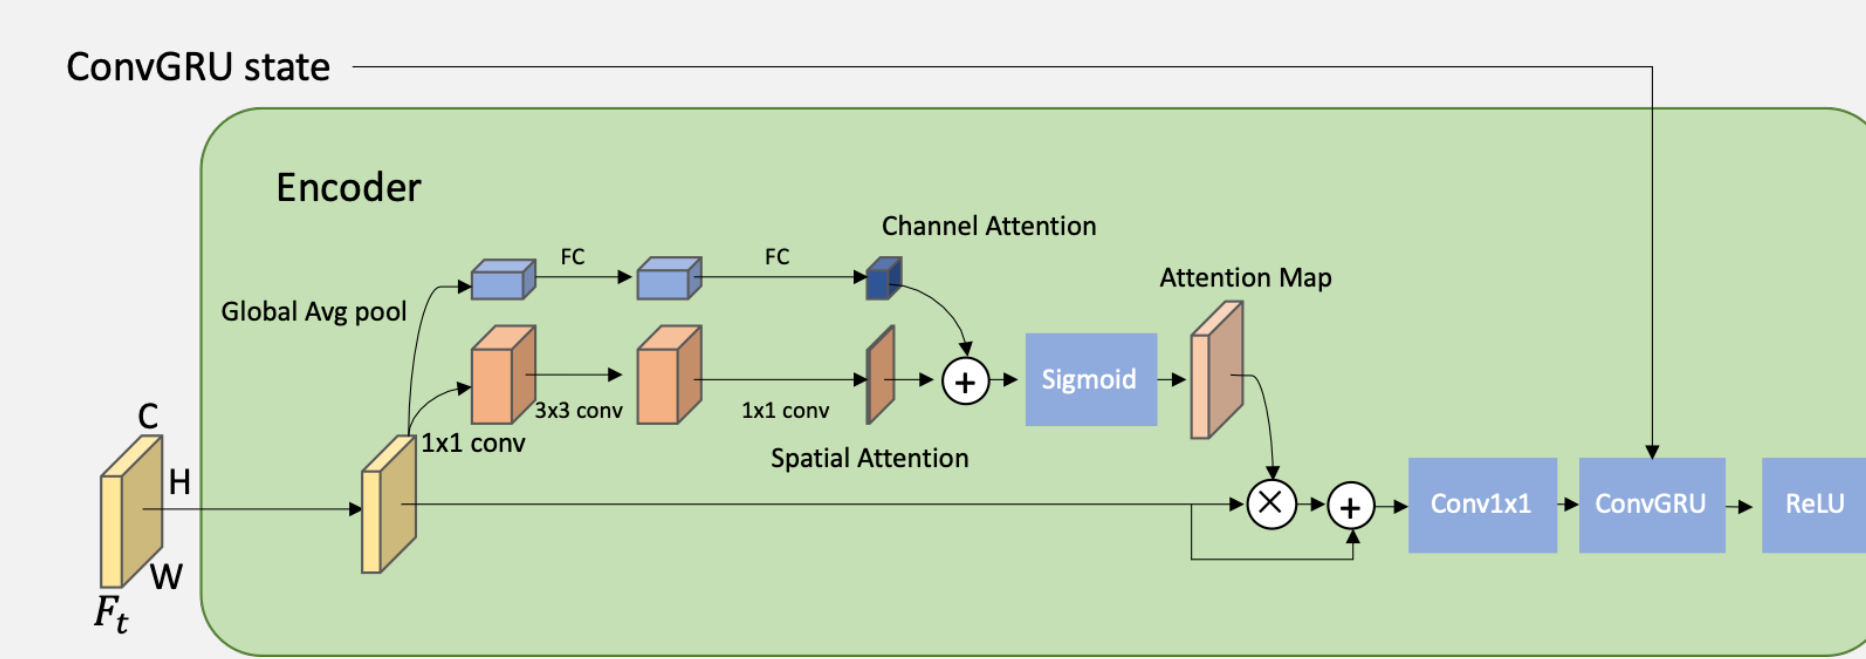 ConvGRU state
Encoder
Channel Attention
FC
FC
Attention Map
Global Avg pool
+
Sigmoid
3x3 conv
1x1 conv
C
1x1 conv
Spatial Attention
H
×
+
Conv1x1
ConvGRU
ReLU
W
Fₜ